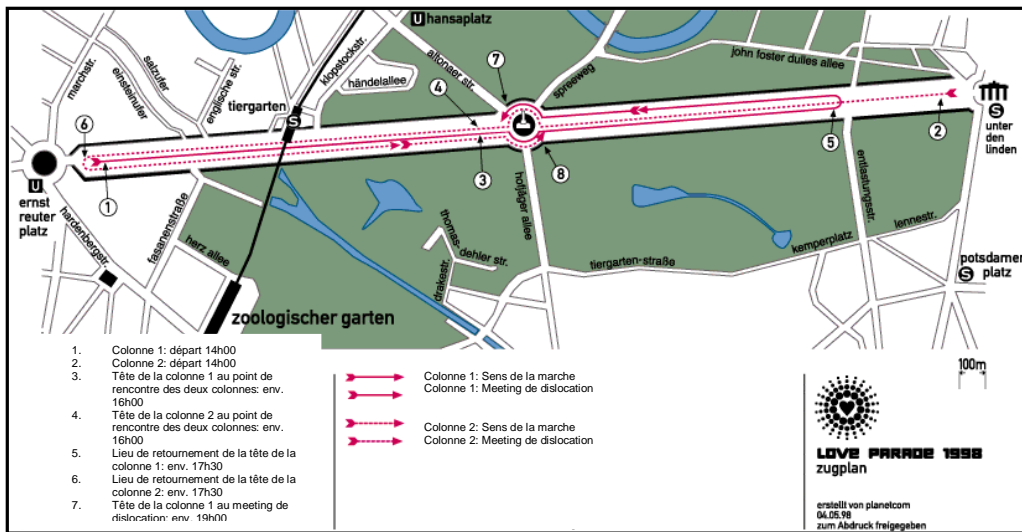 U hansaplatz
marchstr.
salzufer
einsteinufer
englische str.
klopstockstr.
händelallee
altonaer str.
spreeweg
john foster dulles allee
tiergarten
S
7
4
6
1
3
8
5
2
S
unter
den
linden
U
ernst
reuter
platz
hardenbergstr.
fasanenstraße
herz allee
hofjäger allee
thomas-dehler str.
drakestr.
tiergarten-straße
entlastungsstr.
kemperplatz
lennestr.
potsdamer
S platz
zoologischer garten
100m
1. Colonne 1: départ 14h00
2. Colonne 2: départ 14h00
3. Tête de la colonne 1 au point de
rencontre des deux colonnes: env.
16h00
4. Tête de la colonne 2 au point de
rencontre des deux colonnes: env.
16h00
5. Lieu de retournement de la tête de la
colonne 1: env. 17h30
6. Lieu de retournement de la tête de la
colonne 2: env. 17h30
7. Tête de la colonne 1 au meeting de
dislocation: env. 19h00
Colonne 1: Sens de la marche
Colonne 1: Meeting de dislocation
Colonne 2: Sens de la marche
Colonne 2: Meeting de dislocation
LOVE PARADE 1998
zugplan
erstellt von planetcom
04.05.98
zum Abdruck freigegeben